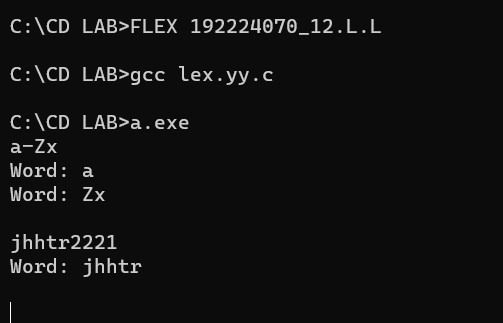 C:\CD LAB>FLEX 192224070_12.L.L
C:\CD LAB>gcc lex.yy.c
C:\CD LAB>a.exe
a-Zx
Word: a
Word: Zx
jhhtr2221
Word: jhhtr